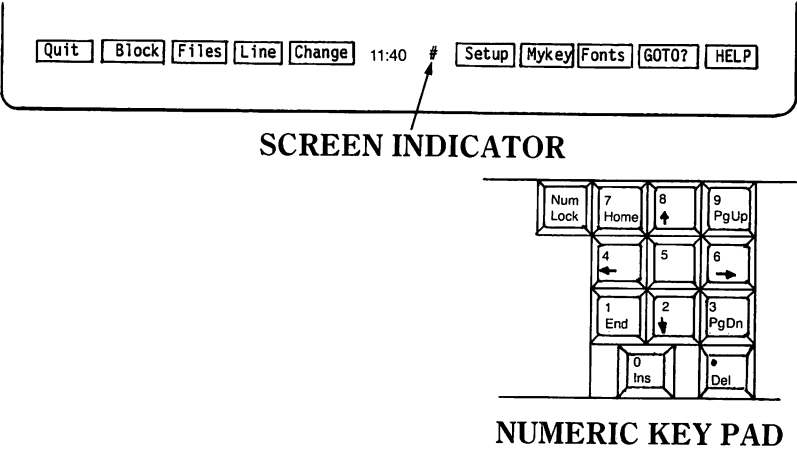 Quit Block Files Line Change 11:40 # Setup Mykey Fonts GOTO? HELP
SCREEN INDICATOR
Num Lock 7 Home 8 9 PgUp
4 5 6
1 End 2 3 PgDn
0 Ins • Del
NUMERIC KEY PAD